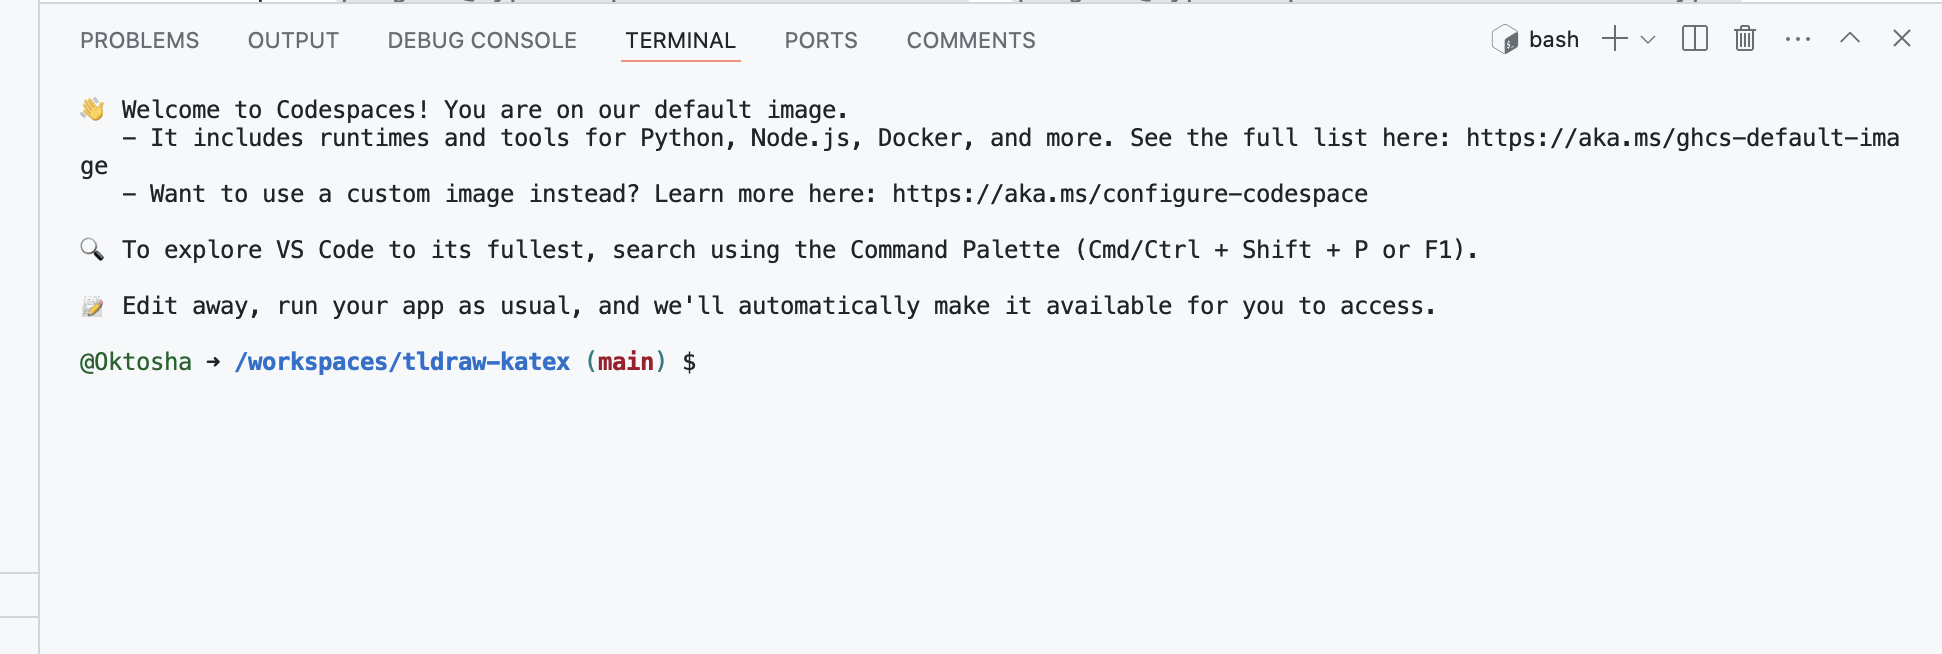 PROBLEMS OUTPUT DEBUG CONSOLE TERMINAL PORTS COMMENTS bash
👋 Welcome to Codespaces! You are on our default image.
- It includes runtimes and tools for Python, Node.js, Docker, and more. See the full list here: https://aka.ms/ghcs-default-ima
ge
- Want to use a custom image instead? Learn more here: https://aka.ms/configure-codespace
🔍 To explore VS Code to its fullest, search using the Command Palette (Cmd/Ctrl + Shift + P or F1).
📝 Edit away, run your app as usual, and we'll automatically make it available for you to access.
@Oktosha ➜ /workspaces/tldraw-katex (main) $